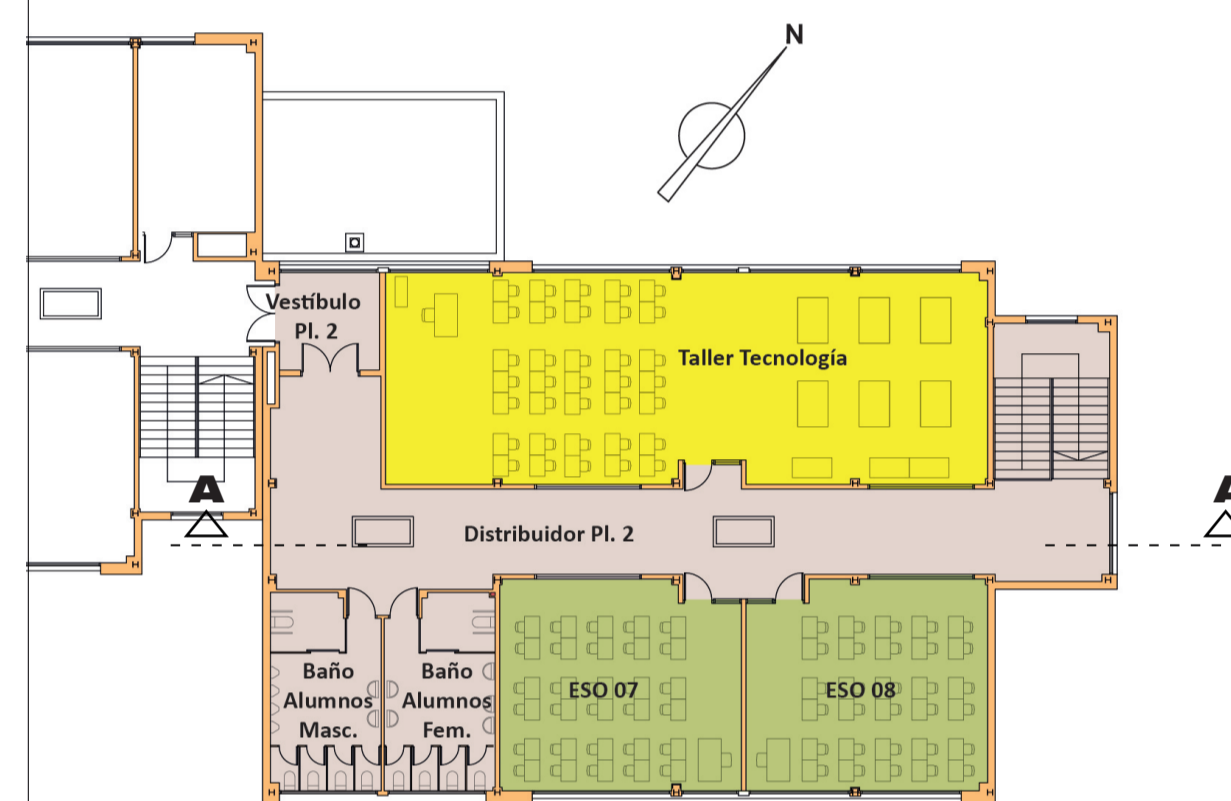 N
Vestíbulo
Pl. 2
Taller Tecnología
A
A
Distribuidor Pl. 2
Baño
Alumnos
Masc.
Baño
Alumnos
Fem.
ESO 07
ESO 08